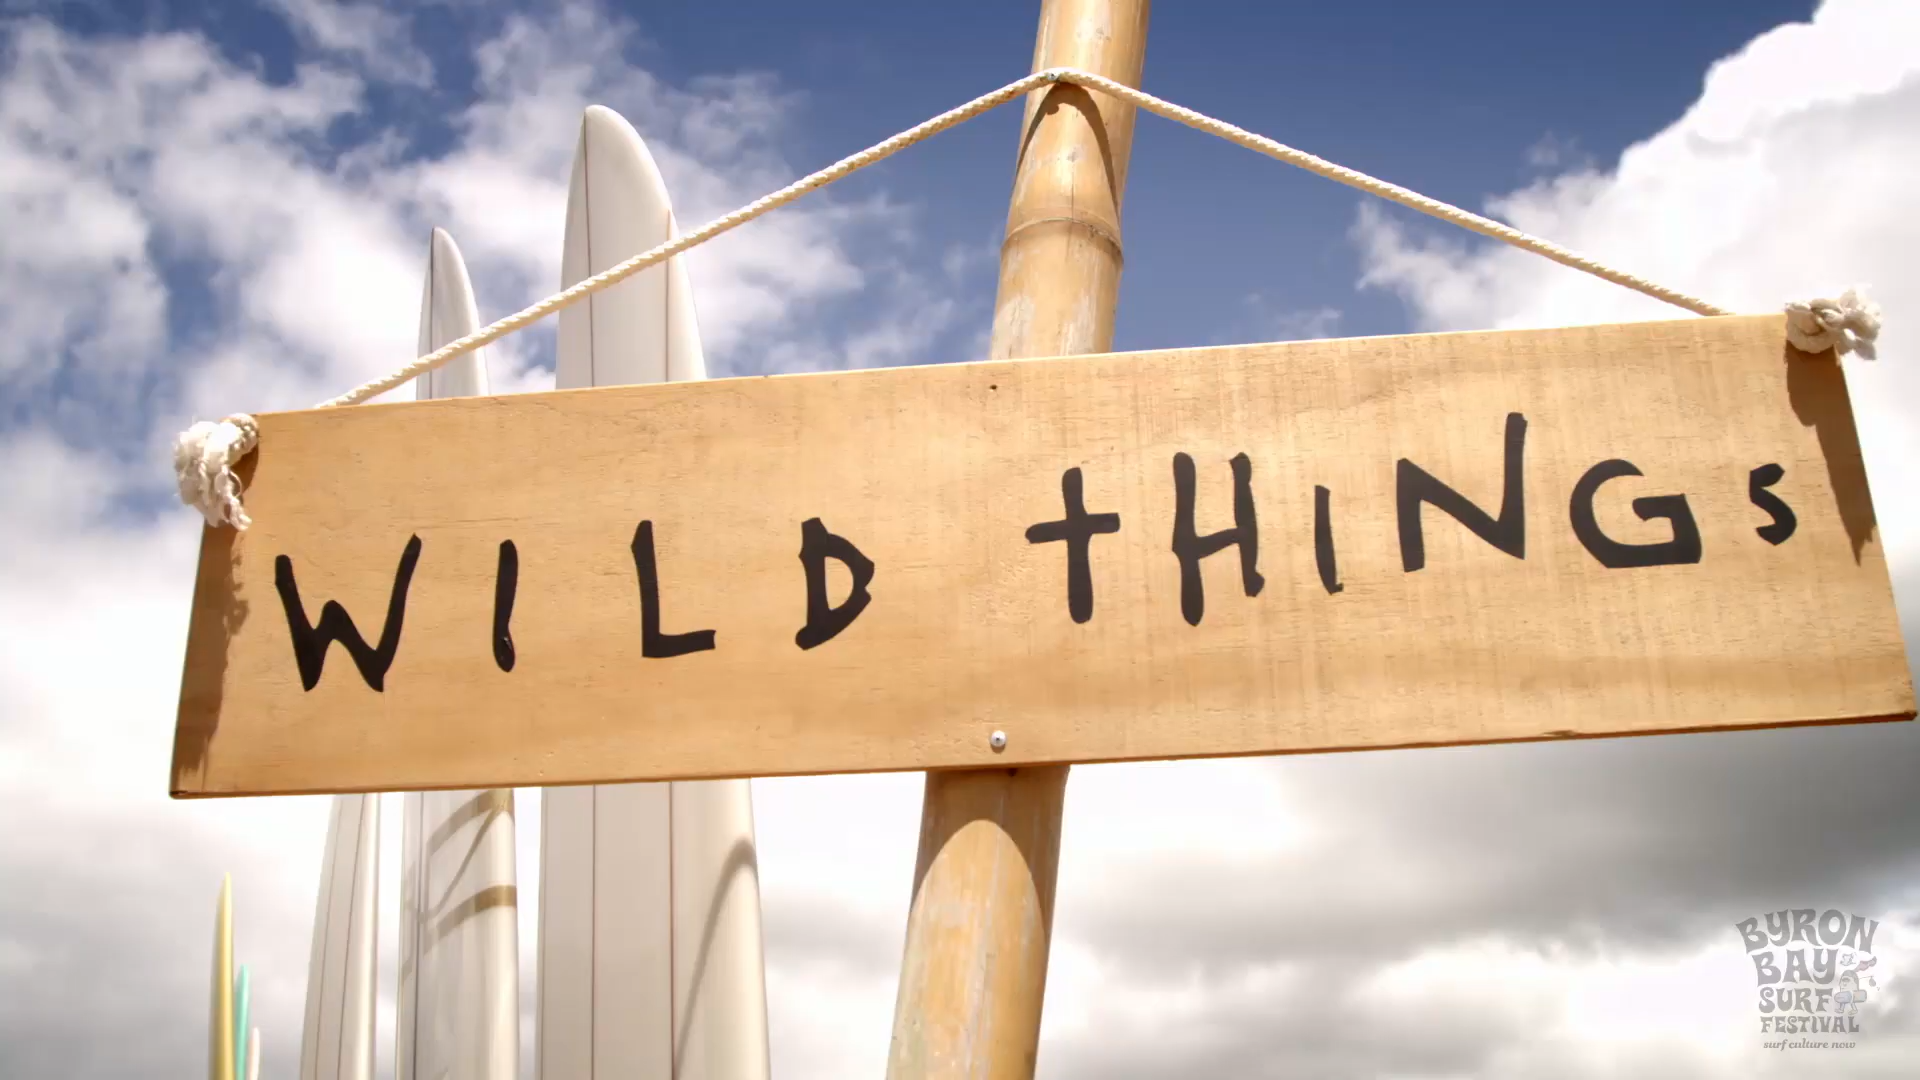 WILD tHINGs
BYRON
BAY
SURF
FESTIVAL
surf culture now